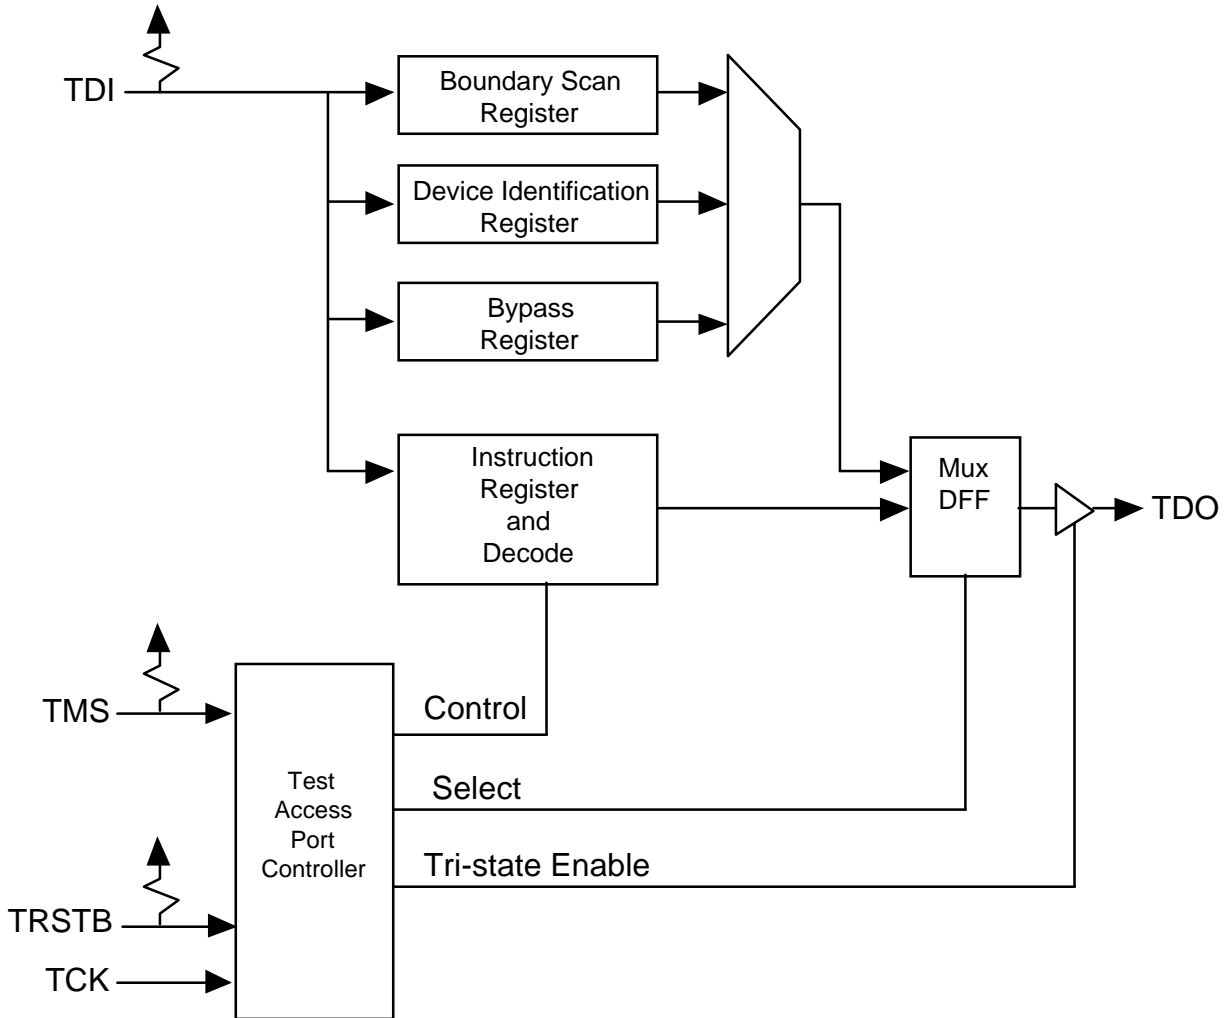 TDI
Boundary Scan
Register
Device Identification
Register
Bypass
Register
Instruction
Register
and
Decode
Mux
DFF
TDO
TMS
Control
Test
Access
Port
Controller
Select
Tri-state Enable
TRSTB
TCK